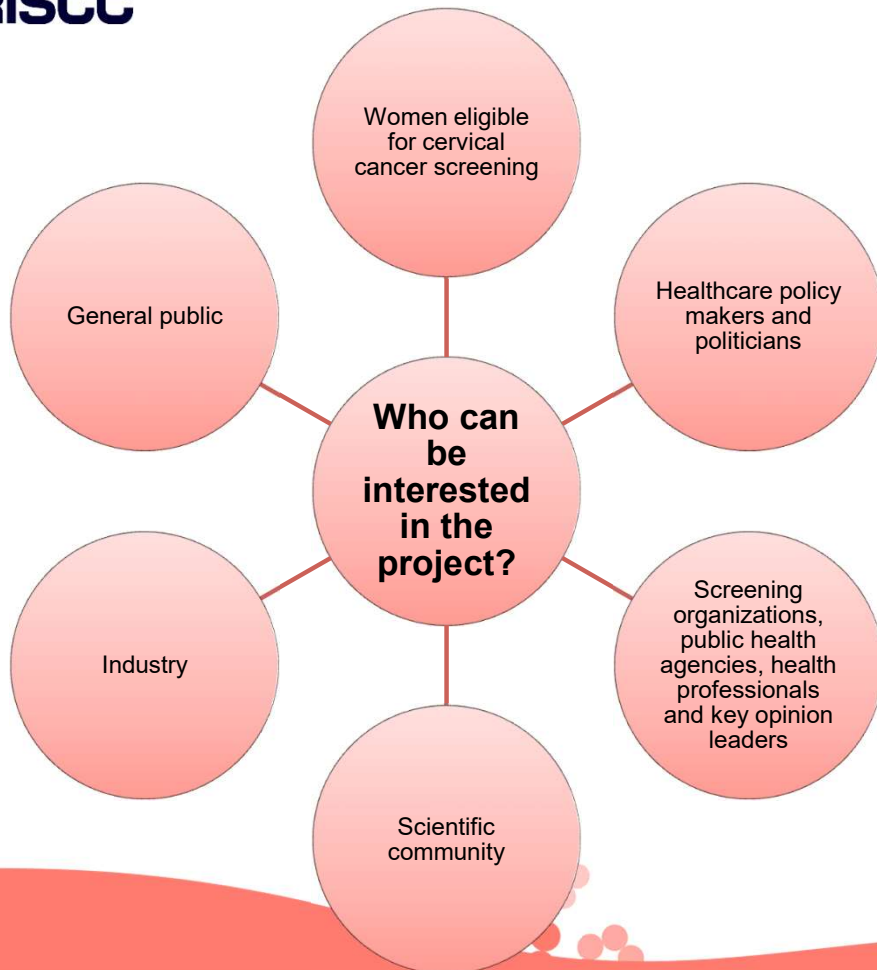 RISCC
Women eligible
for cervical
cancer screening
General public
Healthcare policy
makers and
politicians
Who can
be
interested
in the
project?
Industry
Screening
organizations,
public health
agencies, health
professionals
and key opinion
leaders
Scientific
community